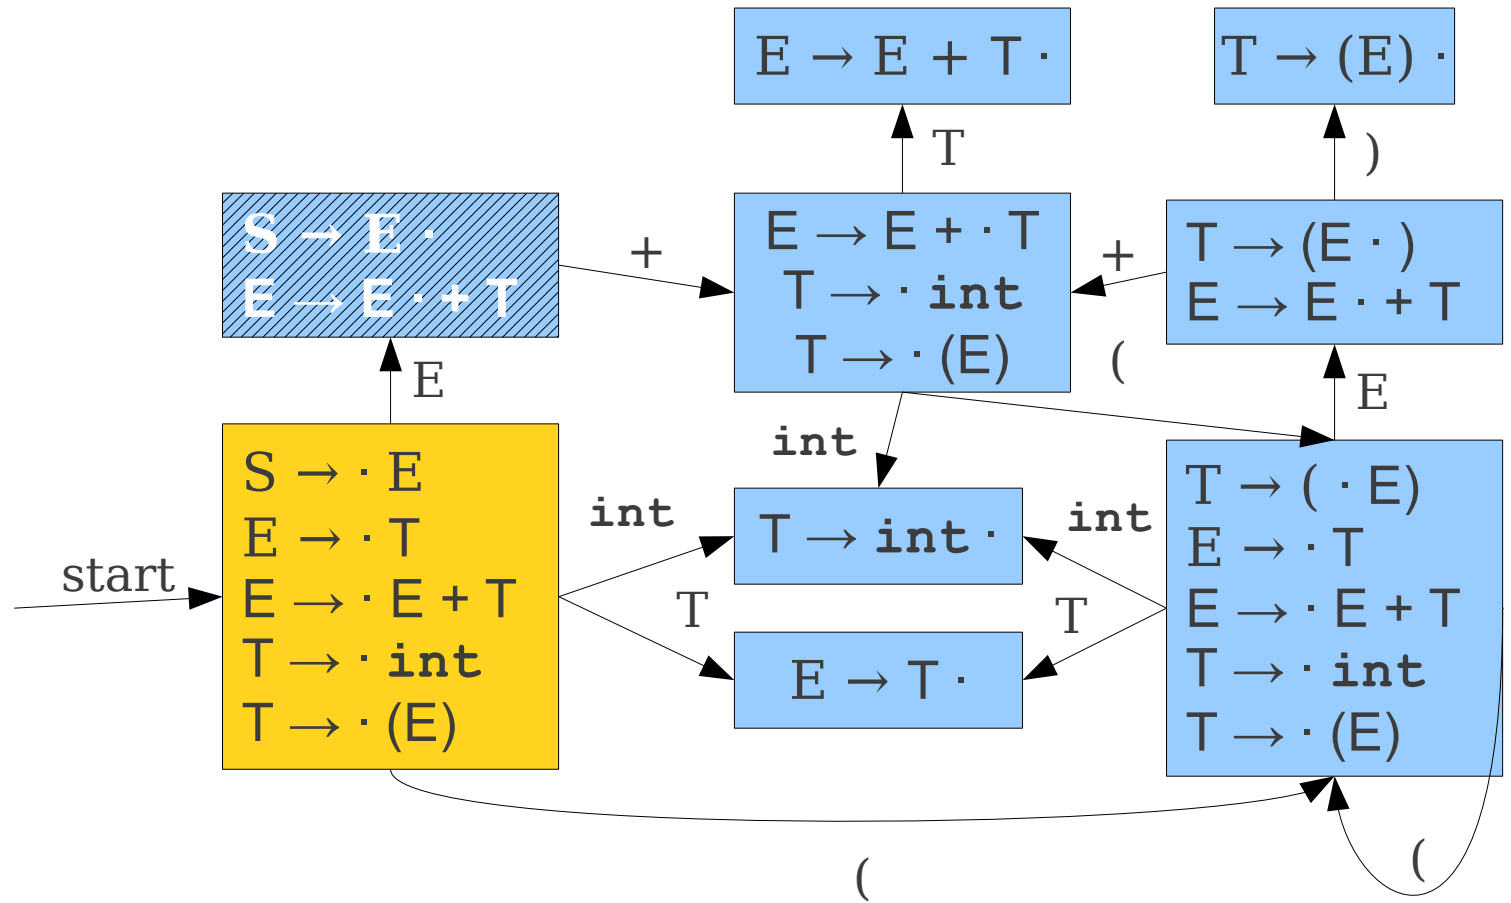 E → E + T ·
T → (E) ·
T
)
S → E ·
E → E · + T
+
E → E + · T
T → · int
T → · (E)
+
T → (E · )
E → E · + T
E
(
E
int
start
S → · E
E → · T
E → · E + T
T → · int
T → · (E)
int
T
T → int ·
E → T ·
int
T
T → ( · E)
E → · T
E → · E + T
T → · int
T → · (E)
(
(